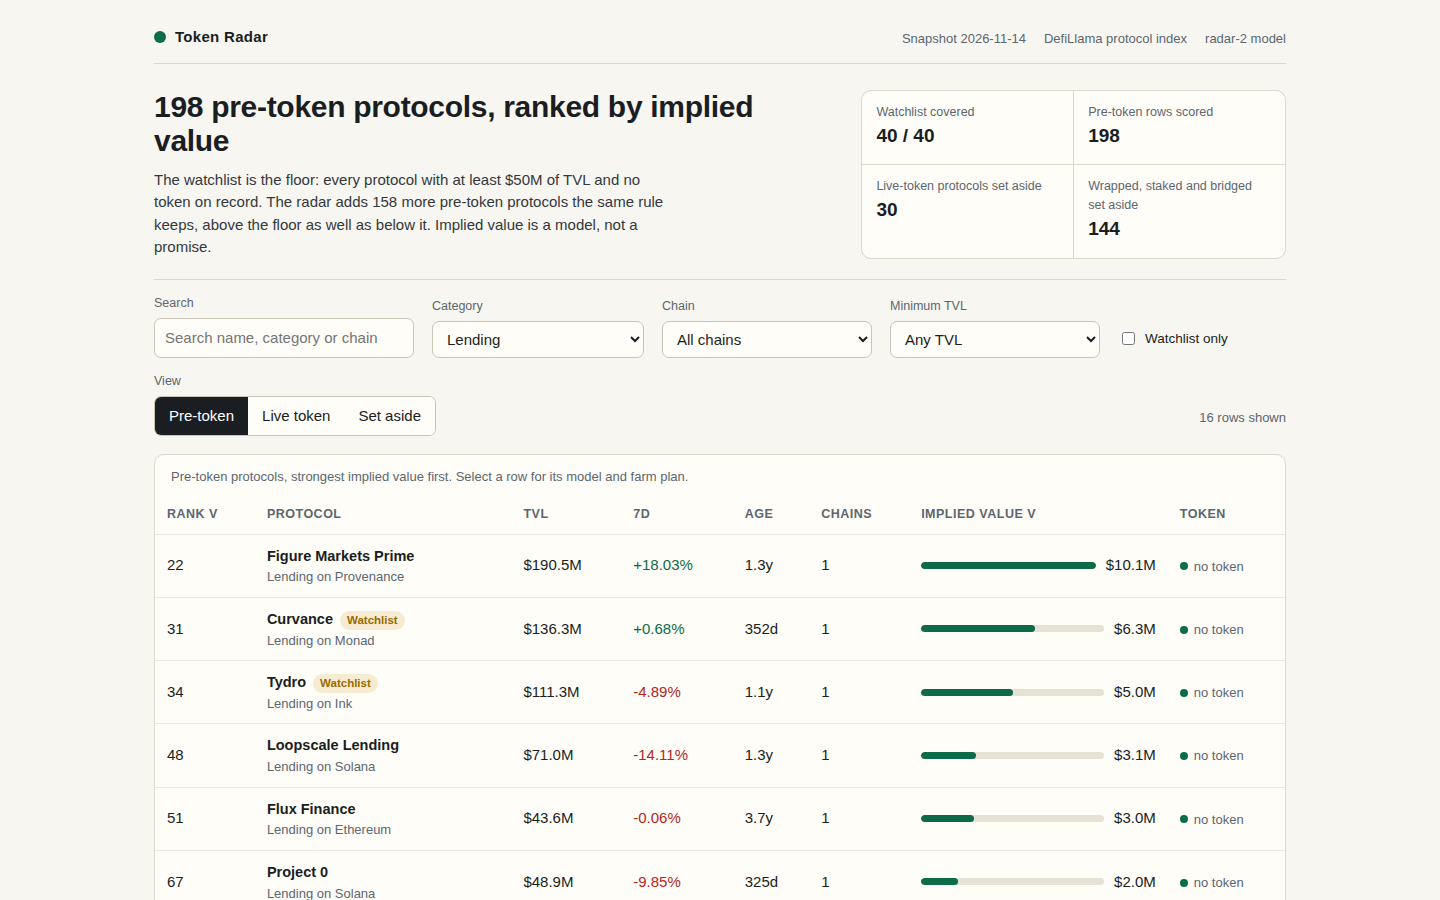 Token Radar
Snapshot 2026-11-14 DefiLlama protocol index radar-2 model
198 pre-token protocols, ranked by implied
value
The watchlist is the floor: every protocol with at least $50M of TVL and no
token on record. The radar adds 158 more pre-token protocols the same rule
keeps, above the floor as well as below it. Implied value is a model, not a
promise.
Watchlist covered
40 / 40
Pre-token rows scored
198
Live-token protocols set aside
30
Wrapped, staked and bridged
set aside
144
Search
Search name, category or chain
Category
Lending
Chain
All chains
Minimum TVL
Any TVL
Watchlist only
View
Pre-token Live token Set aside
16 rows shown
Pre-token protocols, strongest implied value first. Select a row for its model and farm plan.
RANK V PROTOCOL TVL 7D AGE CHAINS IMPLIED VALUE V TOKEN
22 Figure Markets Prime $190.5M +18.03% 1.3y 1 $10.1M no token
Lending on Provenance
31 Curvance Watchlist $136.3M +0.68% 352d 1 $6.3M no token
Lending on Monad
34 Tydro Watchlist $111.3M -4.89% 1.1y 1 $5.0M no token
Lending on Ink
48 Loopscale Lending $71.0M -14.11% 1.3y 1 $3.1M no token
Lending on Solana
51 Flux Finance $43.6M -0.06% 3.7y 1 $3.0M no token
Lending on Ethereum
67 Project 0 $48.9M -9.85% 325d 1 $2.0M no token
Lending on Solana